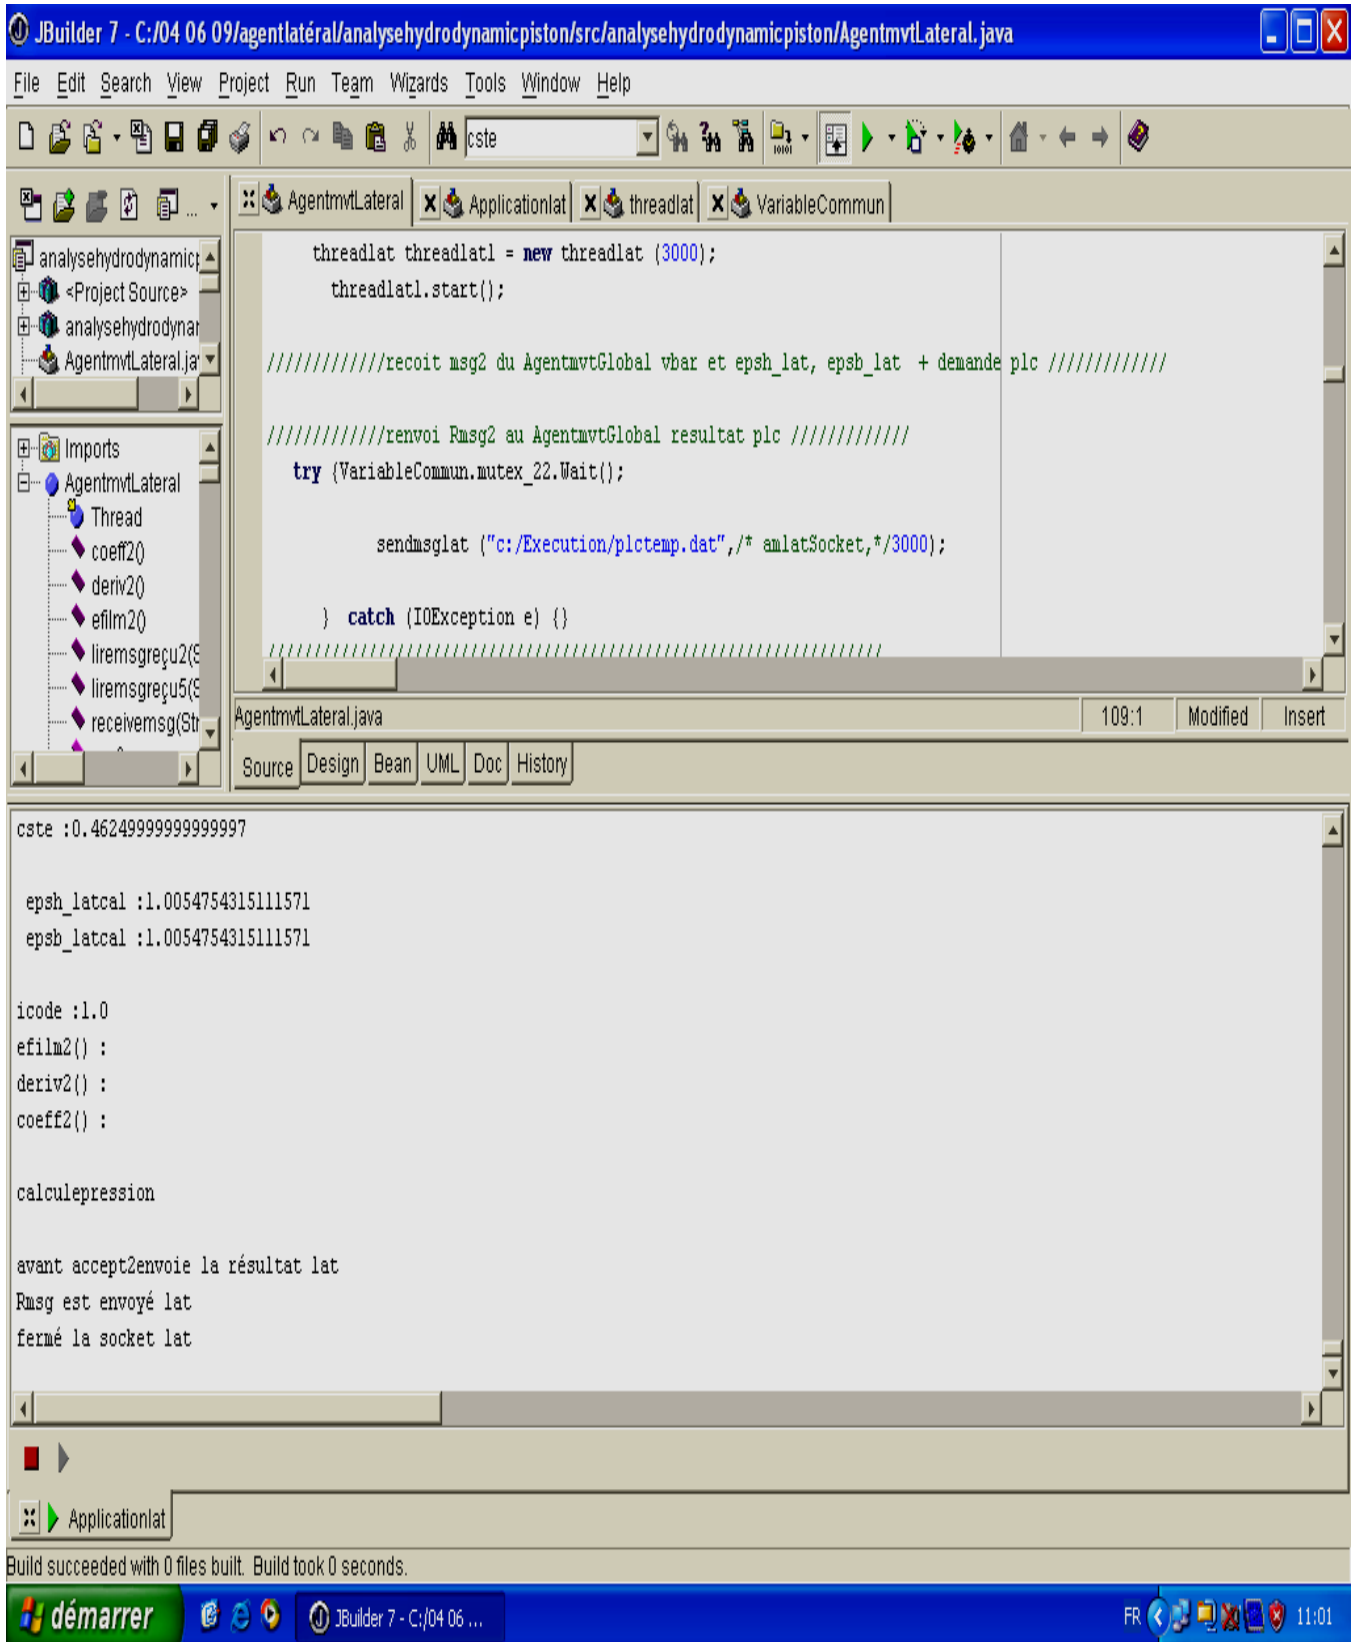 JBuilder 7 - C:/04 06 09/agentlatéral/analysehydrodynamicpiston/src/analysehydrodynamicpiston/AgentmvtLateral.java
File Edit Search View Project Run Team Wizards Tools Window Help
cste
AgentmvtLateral Applicationlat threadlat VariableCommun
analysehydrodynamic
<Project Source>
analysehydrodynar
AgentmvtLateral.ja
threadlat threadlat1 = new threadlat (3000);
threadlat1.start();
/////////////recoit msg2 du AgentmvtGlobal vbar et epsh_lat, epsb_lat + demande plc /////////////
/////////////renvoi Rmsg2 au AgentmvtGlobal resultat plc /////////////
try {VariableCommun.mutex_22.Wait();
sendmsglat ("c:/Execution/plctemp.dat",/* amlatSocket,*/3000);
} catch (IOException e) {}
///////////////////////////////////////////////////////////////////
Imports
AgentmvtLateral
Thread
coeff2()
deriv2()
efilm2()
liremsgreçu2(S
liremsgreçu5(S
receivemsg(Str
AgentmvtLateral.java 109:1 Modified Insert
Source Design Bean UML Doc History
cste :0.46249999999999997
epsh_latcal :1.0054754315111571
epsb_latcal :1.0054754315111571
icode :1.0
efilm2() :
deriv2() :
coeff2() :
calculepression
avant accept2envoie la résultat lat
Rmsg est envoyé lat
fermé la socket lat
Applicationlat
Build succeeded with 0 files built. Build took 0 seconds.
démarrer JBuilder 7 - C:/04 06 ... FR 11:01